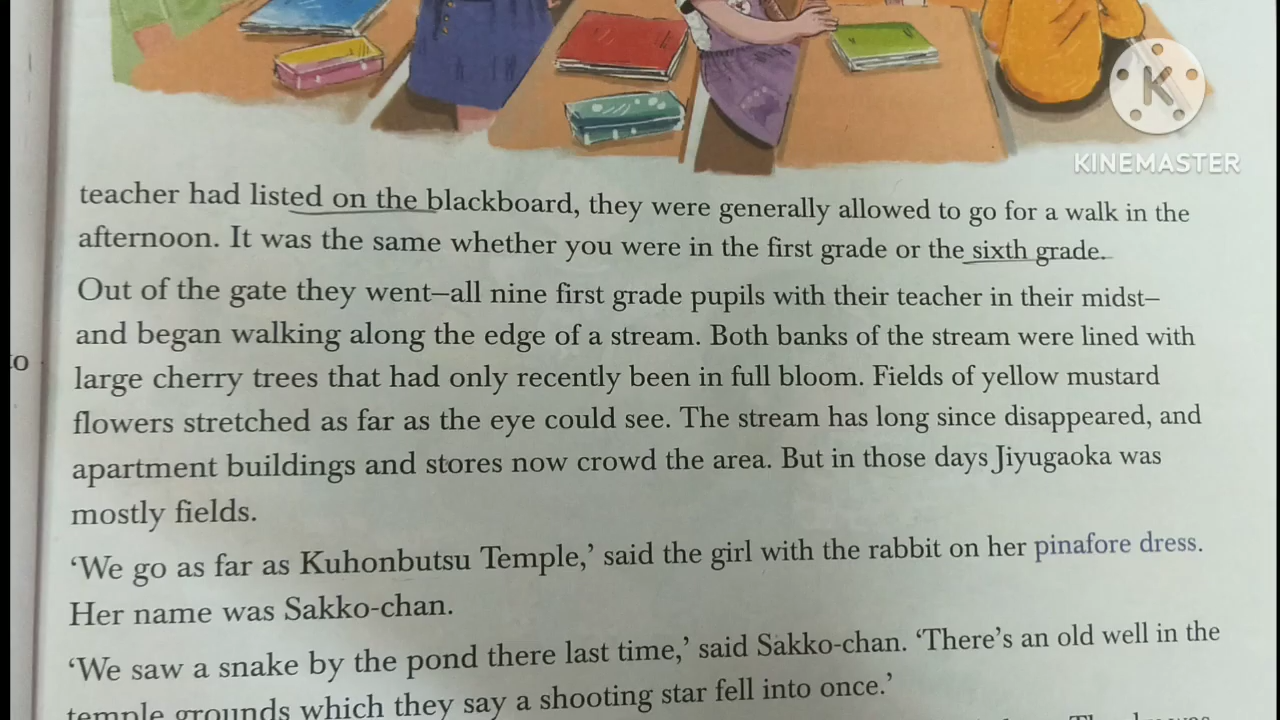 K
KINEMASTER
teacher had listed on the blackboard, they were generally allowed to go for a walk in the
afternoon. It was the same whether you were in the first grade or the sixth grade.
Out of the gate they went—all nine first grade pupils with their teacher in their midst—
and began walking along the edge of a stream. Both banks of the stream were lined with
large cherry trees that had only recently been in full bloom. Fields of yellow mustard
flowers stretched as far as the eye could see. The stream has long since disappeared, and
apartment buildings and stores now crowd the area. But in those days Jiyugaoka was
mostly fields.
to
‘We go as far as Kuhonbutsu Temple,’ said the girl with the rabbit on her pinafore dress.
Her name was Sakko-chan.
‘We saw a snake by the pond there last time,’ said Sakko-chan. ‘There’s an old well in the
temple grounds which they say a shooting star fell into once.’